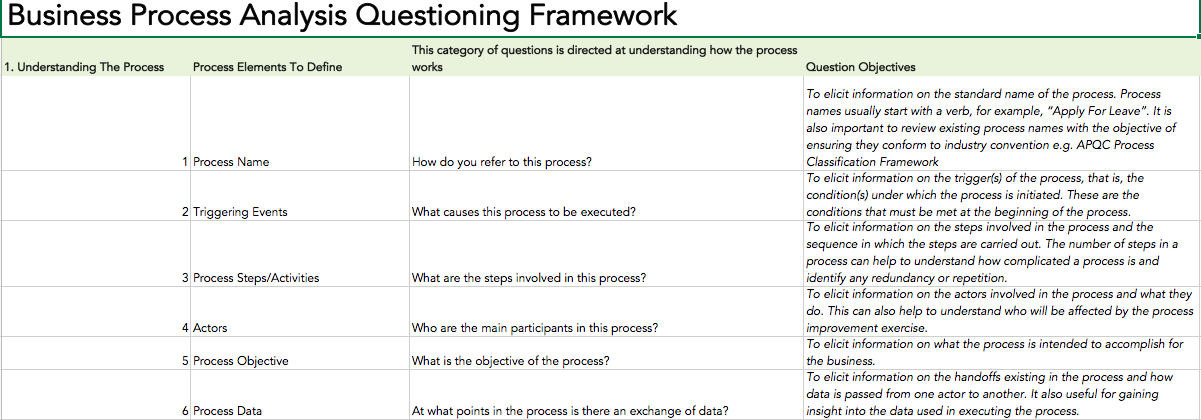 Business Process Analysis Questioning Framework
1. Understanding The Process
Process Elements To Define
This category of questions is directed at understanding how the process
works
Question Objectives
1 Process Name
How do you refer to this process?
To elicit information on the standard name of the process. Process
names usually start with a verb, for example, "Apply For Leave". It is
also important to review existing process names with the objective of
ensuring they conform to industry convention e.g. APQC Process
Classification Framework
2 Triggering Events
What causes this process to be executed?
To elicit information on the trigger(s) of the process, that is, the
condition(s) under which the process is initiated. These are the
conditions that must be met at the beginning of the process.
3 Process Steps/Activities
What are the steps involved in this process?
To elicit information on the steps involved in the process and the
sequence in which the steps are carried out. The number of steps in a
process can help to understand how complicated a process is and
identify any redundancy or repetition.
4 Actors
Who are the main participants in this process?
To elicit information on the actors involved in the process and what they
do. This can also help to understand who will be affected by the process
improvement exercise.
5 Process Objective
What is the objective of the process?
To elicit information on what the process is intended to accomplish for
the business.
6 Process Data
At what points in the process is there an exchange of data?
To elicit information on the handoffs existing in the process and how
data is passed from one actor to another. It also useful for gaining
insight into the data used in executing the process.